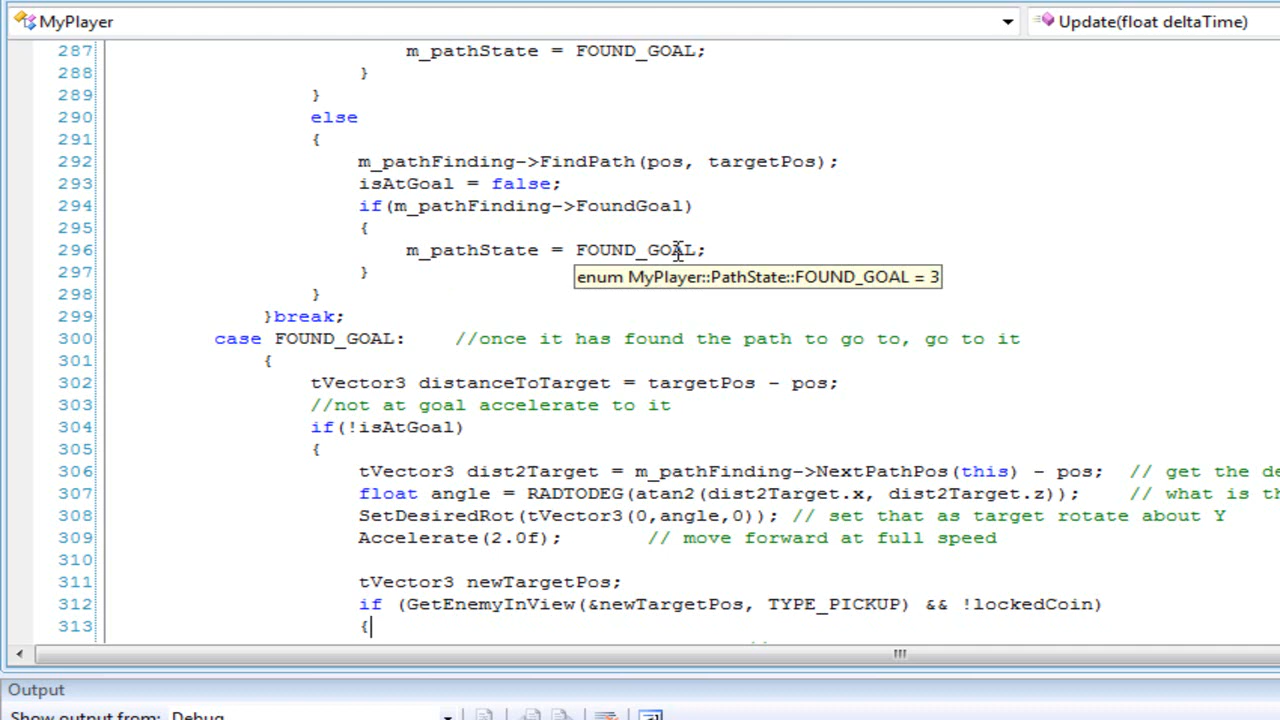 MyPlayer
Update(float deltaTime)
287 m_pathState = FOUND_GOAL;
288 }
289 }
290 else
291 {
292 m_pathFinding->FindPath(pos, targetPos);
293 isAtGoal = false;
294 if(m_pathFinding->FoundGoal)
295 {
296 m_pathState = FOUND_GOAL;
enum MyPlayer::PathState::FOUND_GOAL = 3
297 }
298 }
299 }break;
300 case FOUND_GOAL: //once it has found the path to go to, go to it
301 {
302 tVector3 distanceToTarget = targetPos - pos;
303 //not at goal accelerate to it
304 if(!isAtGoal)
305 {
306 tVector3 dist2Target = m_pathFinding->NextPathPos(this) - pos; // get the de
307 float angle = RADTODEG(atan2(dist2Target.x, dist2Target.z)); // what is th
308 SetDesiredRot(tVector3(0,angle,0)); // set that as target rotate about Y
309 Accelerate(2.0f); // move forward at full speed
310
311 tVector3 newTargetPos;
312 if (GetEnemyInView(&newTargetPos, TYPE_PICKUP) && !lockedCoin)
313 {
Output
Show output from: Debug